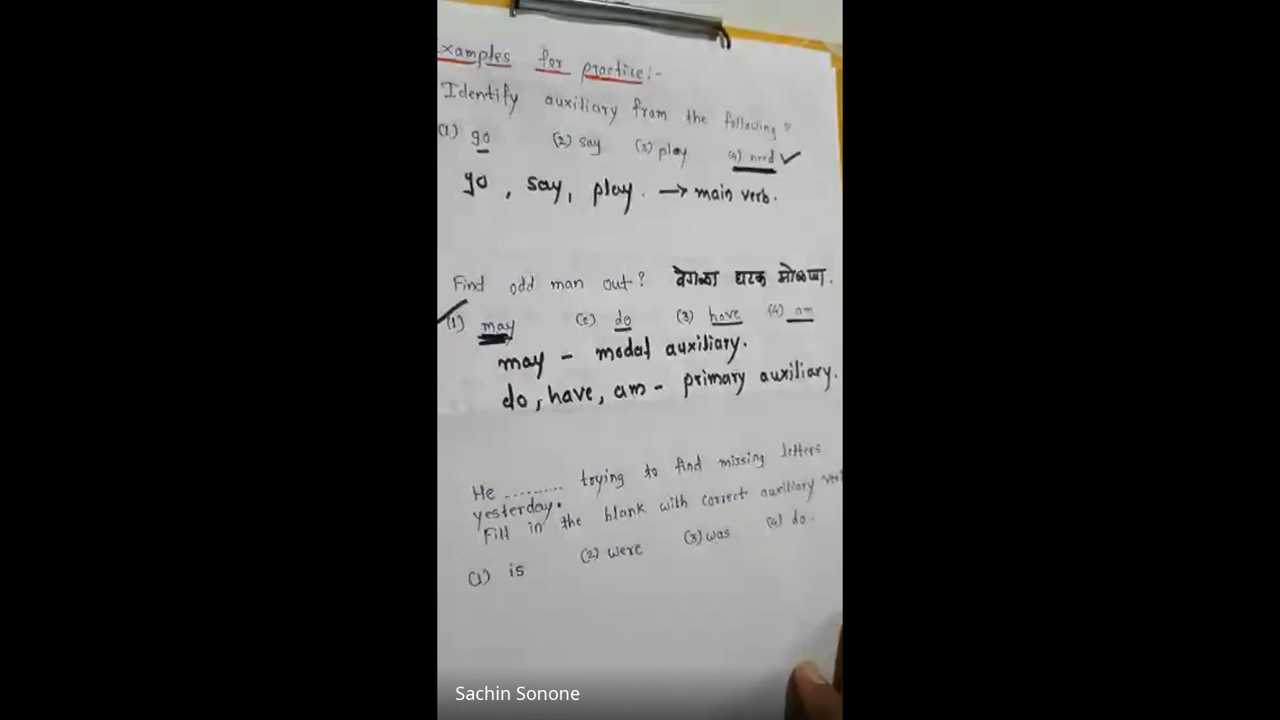 xamples for practice:-
Identify auxiliary from the following?
(1) go (2) say (3) play (4) need ✓
go, say, play. → main verb.
Find odd man out? वेगळा घटक ओळखा.
(1) may (2) do (3) have (4) am
may - modal auxiliary.
do, have, am - primary auxiliary.
He .......... trying to find missing letters
yesterday.
Fill in the blank with correct auxiliary ver
(1) is (2) were (3) was (4) do.
Sachin Sonone